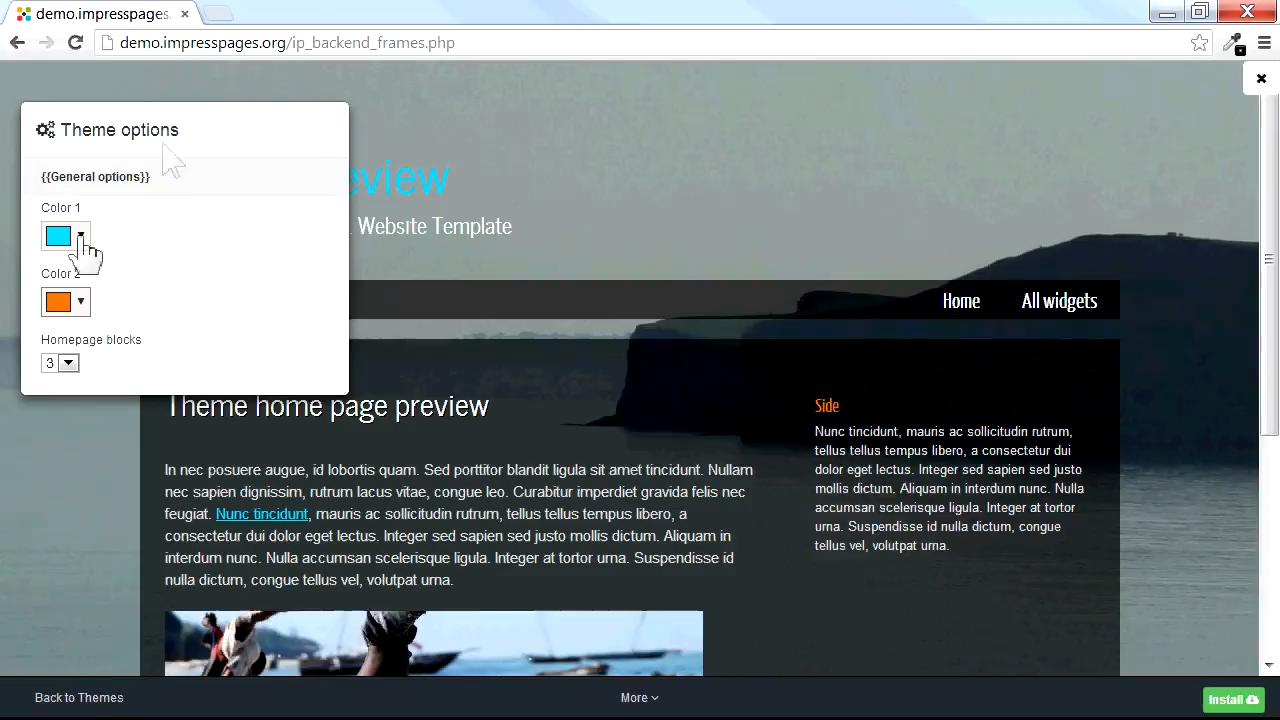 demo.impresspages.
demo.impresspages.org/ip_backend_frames.php
Theme options
{{General options}}
Color 1
Color 2
Homepage blocks
3
eview
Website Template
Home
All widgets
Theme home page preview
In nec posuere augue, id lobortis quam. Sed porttitor blandit ligula sit amet tincidunt. Nullam
nec sapien dignissim, rutrum lacus vitae, congue leo. Curabitur imperdiet gravida felis nec
feugiat. Nunc tincidunt, mauris ac sollicitudin rutrum, tellus tellus tempus libero, a
consectetur dui dolor eget lectus. Integer sed sapien sed justo mollis dictum. Aliquam in
interdum nunc. Nulla accumsan scelerisque ligula. Integer at tortor urna. Suspendisse id
nulla dictum, congue tellus vel, volutpat urna.
Side
Nunc tincidunt, mauris ac sollicitudin rutrum,
tellus tellus tempus libero, a consectetur dui
dolor eget lectus. Integer sed sapien sed justo
mollis dictum. Aliquam in interdum nunc. Nulla
accumsan scelerisque ligula. Integer at tortor
urna. Suspendisse id nulla dictum, congue
tellus vel, volutpat urna.
Back to Themes
More
Install